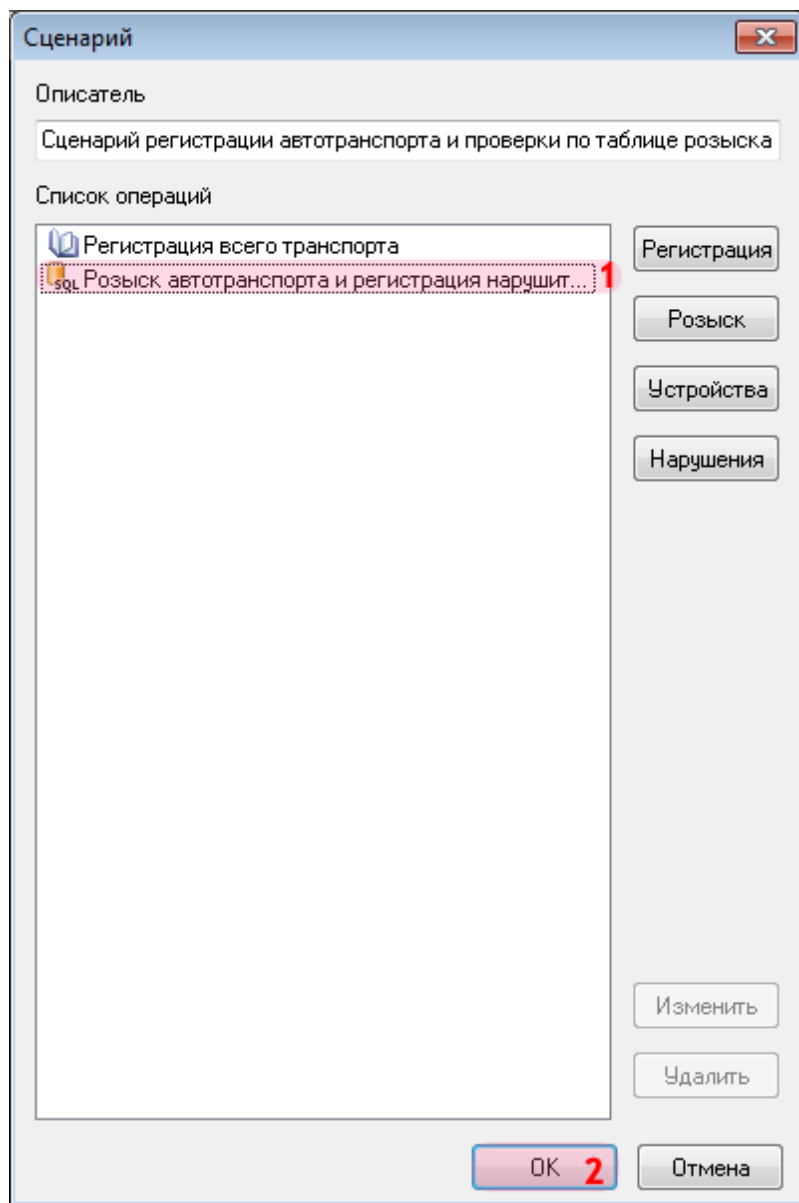 Сценарий
Описатель
Сценарий регистрации автотранспорта и проверки по таблице розыска
Список операций
Регистрация всего транспорта
SQL Розыск автотранспорта и регистрация нарушит... 1
Регистрация
Розыск
Устройства
Нарушения
Изменить
Удалить
OK 2
Отмена